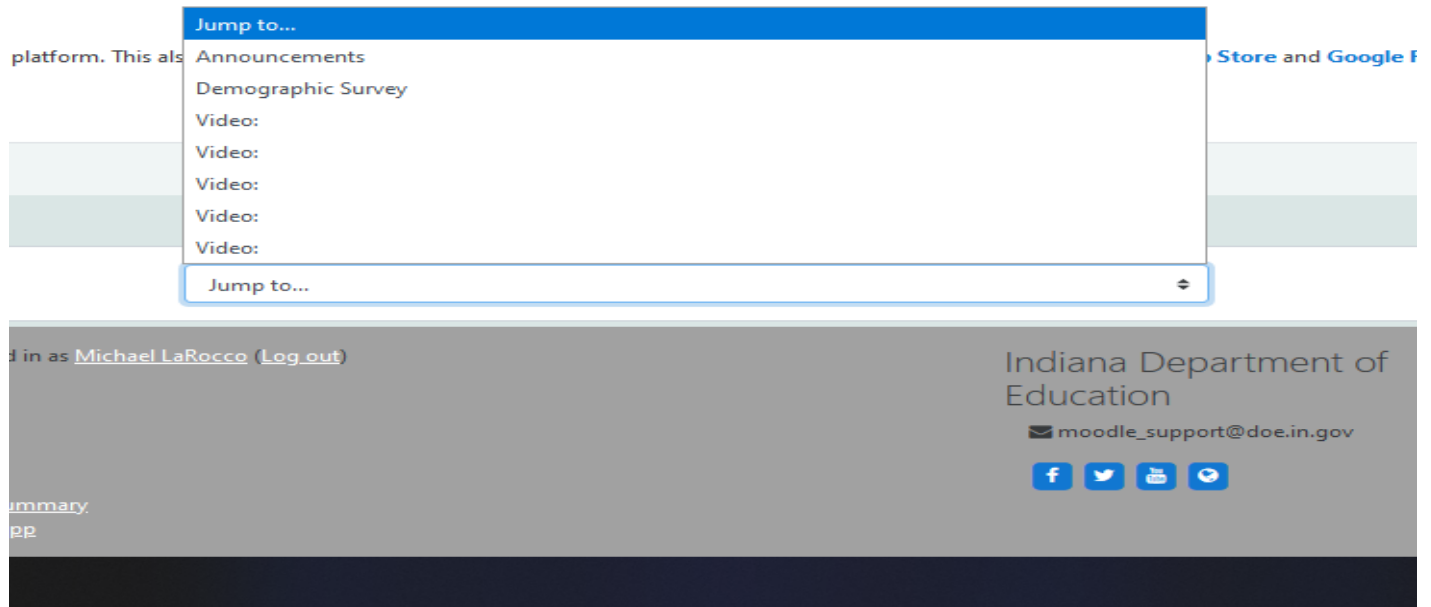 Jump to...
platform. This als
Announcements
Store and Google
Demographic Survey
Video:
Video:
Video:
Video:
Video:
Jump to...
d in as Michael LaRocco (Log out)
Indiana Department of
Education
moodle_support@doe.in.gov
ummary
pp